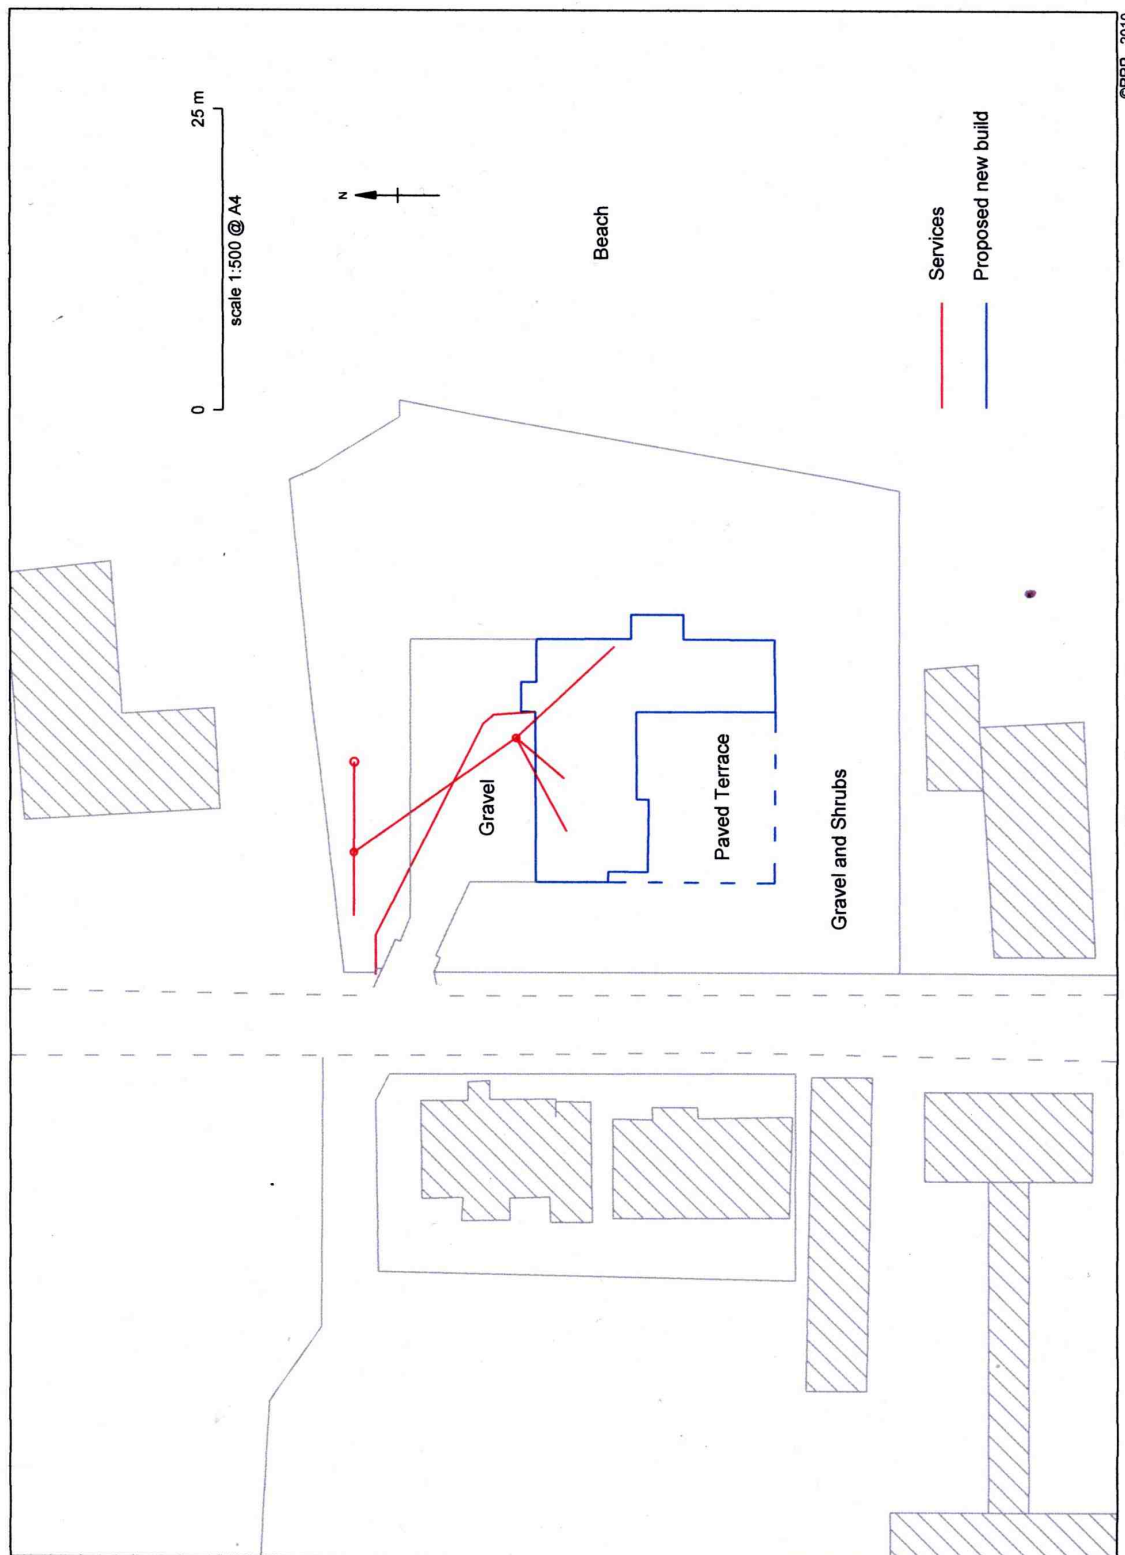 0
25 m
scale 1:500 @ A4
N
Beach
Gravel
Paved Terrace
Gravel and Shrubs
Services
Proposed new build